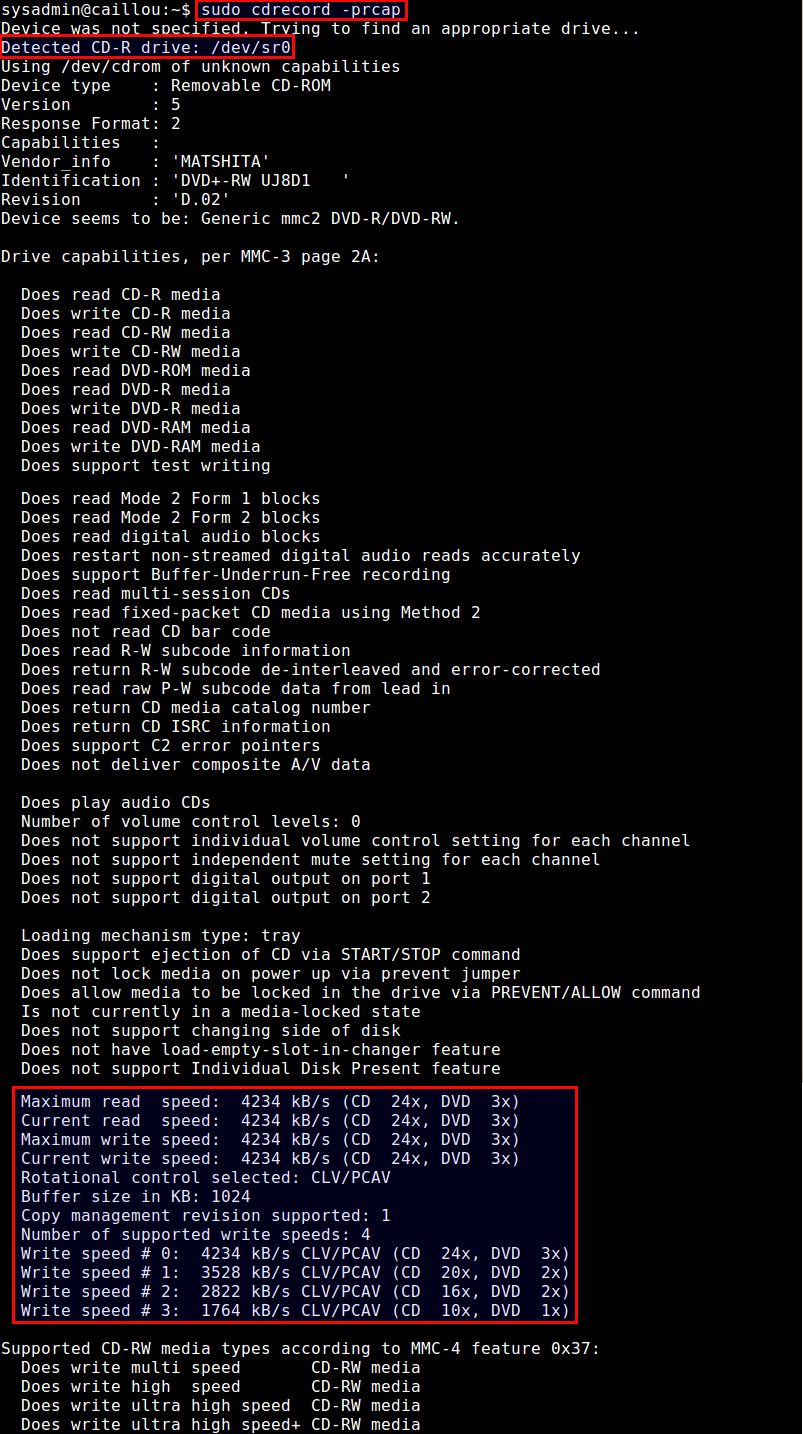 sysadmin@caillou:~$ sudo cdrecord -prcap
Device was not specified. Trying to find an appropriate drive...
Detected CD-R drive: /dev/sr0
Using /dev/cdrom of unknown capabilities
Device type    : Removable CD-ROM
Version        : 5
Response Format: 2
Capabilities   :
Vendor_info    : 'MATSHITA'
Identification : 'DVD+-RW UJ8D1   '
Revision       : 'D.02'
Device seems to be: Generic mmc2 DVD-R/DVD-RW.

Drive capabilities, per MMC-3 page 2A:

  Does read CD-R media
  Does write CD-R media
  Does read CD-RW media
  Does write CD-RW media
  Does read DVD-ROM media
  Does read DVD-R media
  Does write DVD-R media
  Does read DVD-RAM media
  Does write DVD-RAM media
  Does support test writing

  Does read Mode 2 Form 1 blocks
  Does read Mode 2 Form 2 blocks
  Does read digital audio blocks
  Does restart non-streamed digital audio reads accurately
  Does support Buffer-Underrun-Free recording
  Does read multi-session CDs
  Does read fixed-packet CD media using Method 2
  Does not read CD bar code
  Does read R-W subcode information
  Does return R-W subcode de-interleaved and error-corrected
  Does read raw P-W subcode data from lead in
  Does return CD media catalog number
  Does return CD ISRC information
  Does support C2 error pointers
  Does not deliver composite A/V data

  Does play audio CDs
  Number of volume control levels: 0
  Does not support individual volume control setting for each channel
  Does not support independent mute setting for each channel
  Does not support digital output on port 1
  Does not support digital output on port 2

  Loading mechanism type: tray
  Does support ejection of CD via START/STOP command
  Does not lock media on power up via prevent jumper
  Does allow media to be locked in the drive via PREVENT/ALLOW command
  Is not currently in a media-locked state
  Does not support changing side of disk
  Does not have load-empty-slot-in-changer feature
  Does not support Individual Disk Present feature

  Maximum read  speed:  4234 kB/s (CD  24x, DVD  3x)
  Current read  speed:  4234 kB/s (CD  24x, DVD  3x)
  Maximum write speed:  4234 kB/s (CD  24x, DVD  3x)
  Current write speed:  4234 kB/s (CD  24x, DVD  3x)
  Rotational control selected: CLV/PCAV
  Buffer size in KB: 1024
  Copy management revision supported: 1
  Number of supported write speeds: 4
  Write speed # 0:  4234 kB/s CLV/PCAV (CD  24x, DVD  3x)
  Write speed # 1:  3528 kB/s CLV/PCAV (CD  20x, DVD  2x)
  Write speed # 2:  2822 kB/s CLV/PCAV (CD  16x, DVD  2x)
  Write speed # 3:  1764 kB/s CLV/PCAV (CD  10x, DVD  1x)

Supported CD-RW media types according to MMC-4 feature 0x37:
  Does write multi speed       CD-RW media
  Does write high  speed       CD-RW media
  Does write ultra high speed  CD-RW media
  Does write ultra high speed+ CD-RW media